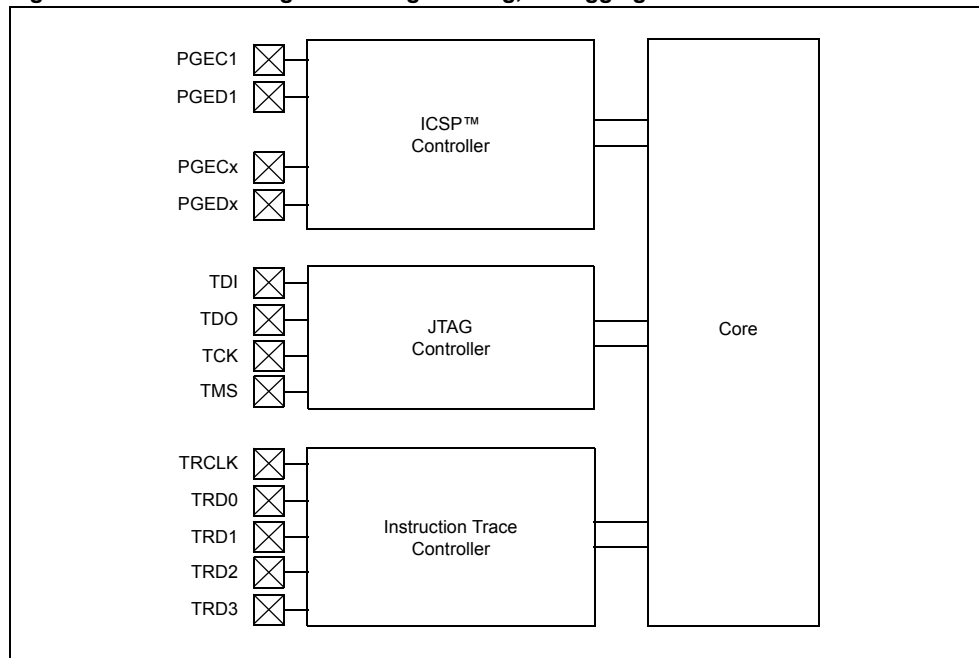 PGEC1
PGED1
ICSP™
Controller
PGECx
PGEDx
TDI
TDO
JTAG
Controller
TCK
TMS
Core
TRCLK
TRD0
TRD1
Instruction Trace
Controller
TRD2
TRD3